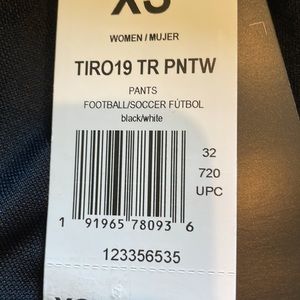 XS
WOMEN / MUJER
TIRO19 TR PNTW
PANTS
FOOTBALL/SOCCER FÚTBOL
black/white
32
720
UPC
1 91965 78093 6
123356535